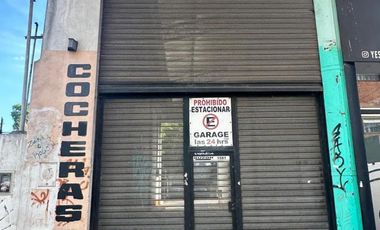 COCHERAS
PROHIBIDO
ESTACIONAR
E
GARAGE
las 24 hrs